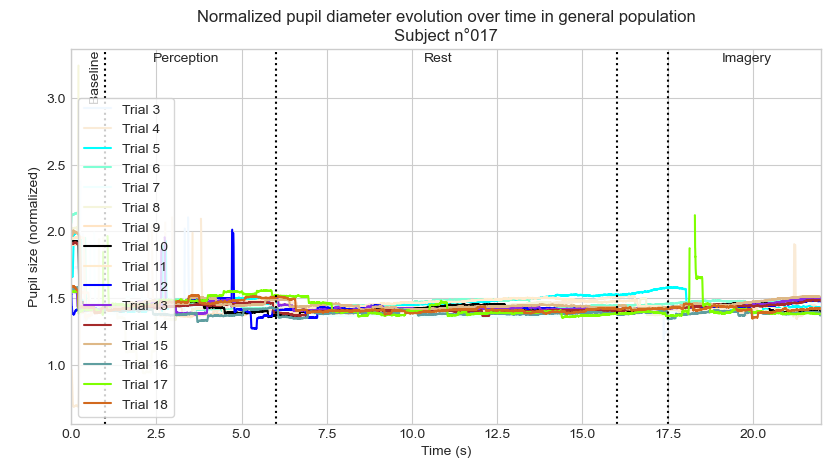 Normalized pupil diameter evolution over time in general population
Subject n°017
Baseline
Perception
Rest
Imagery
Pupil size (normalized)
3.0
2.5
2.0
1.5
1.0
Trial 3
Trial 4
Trial 5
Trial 6
Trial 7
Trial 8
Trial 9
Trial 10
Trial 11
Trial 12
Trial 13
Trial 14
Trial 15
Trial 16
Trial 17
Trial 18
0.0
2.5
5.0
7.5
10.0
12.5
15.0
17.5
20.0
Time (s)